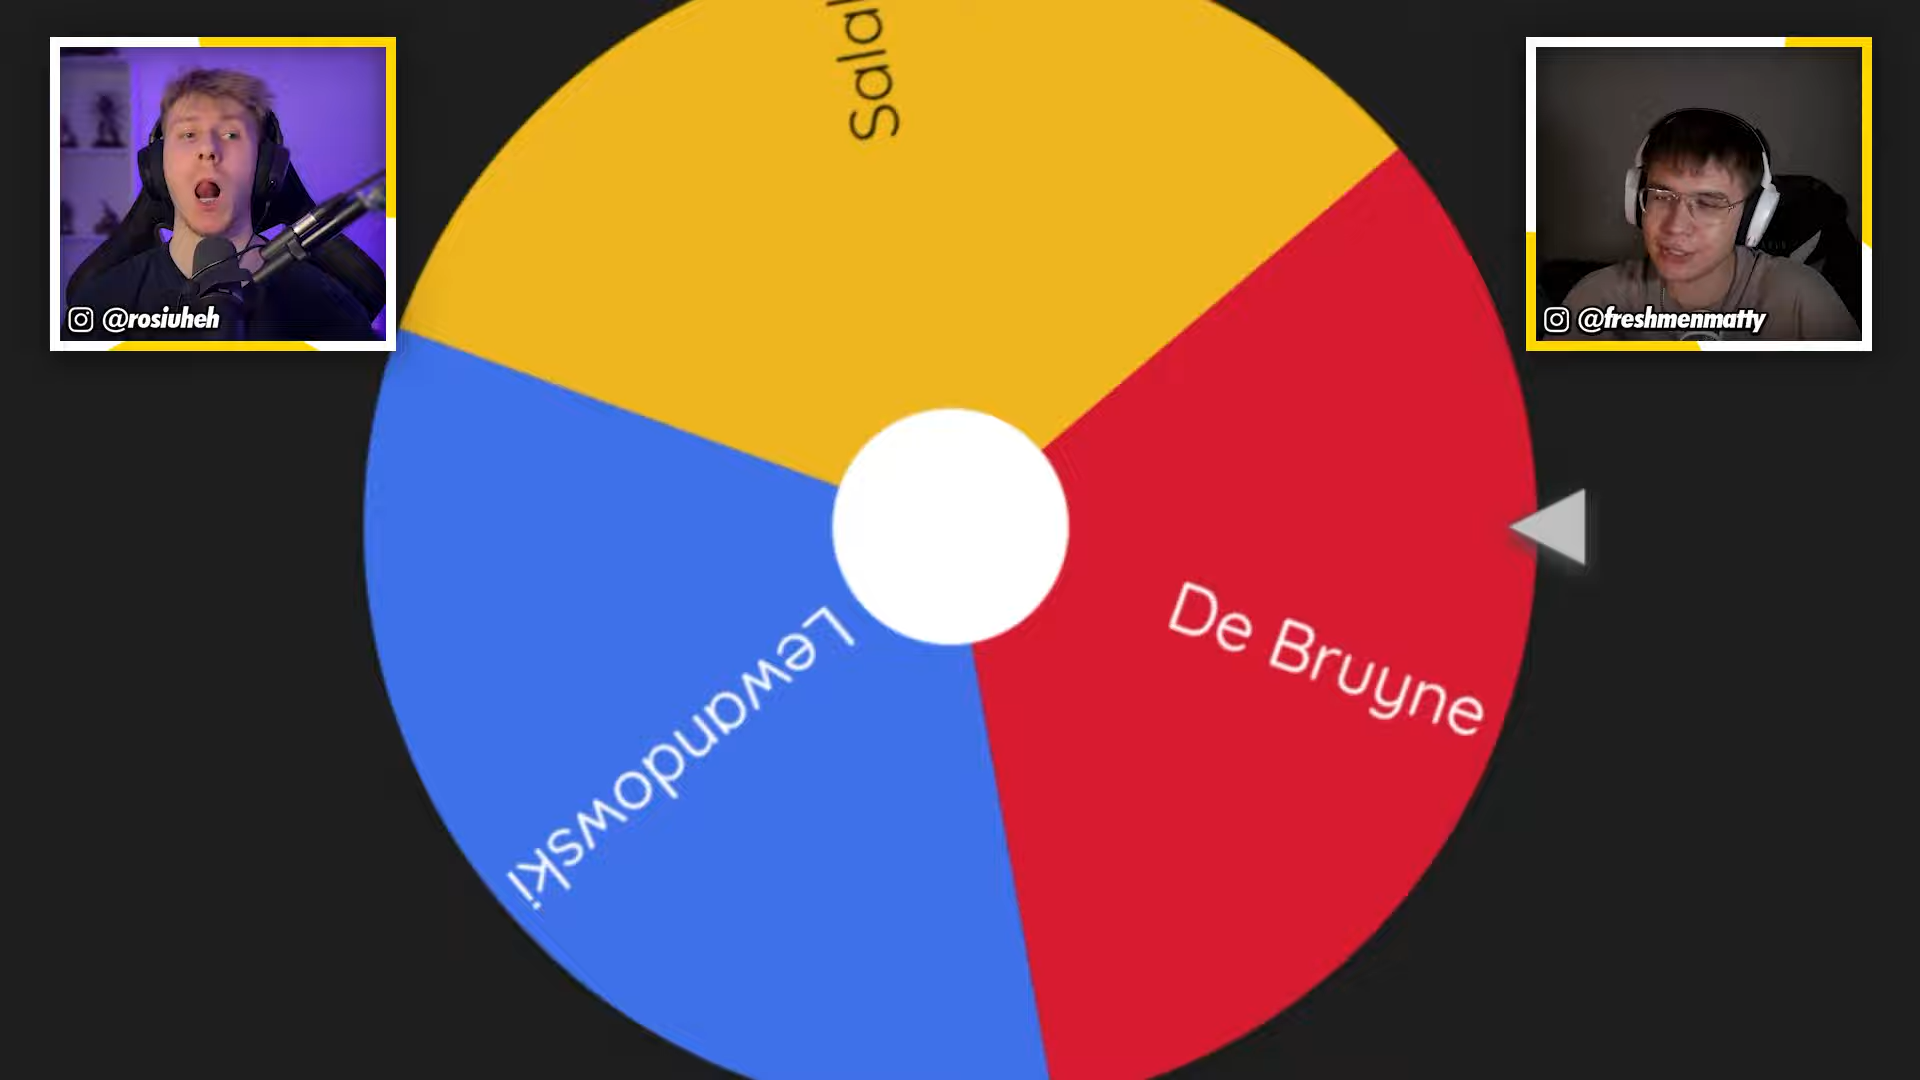 @rosiuheh
@freshmenmatty
De Bruyne
Lewandowski